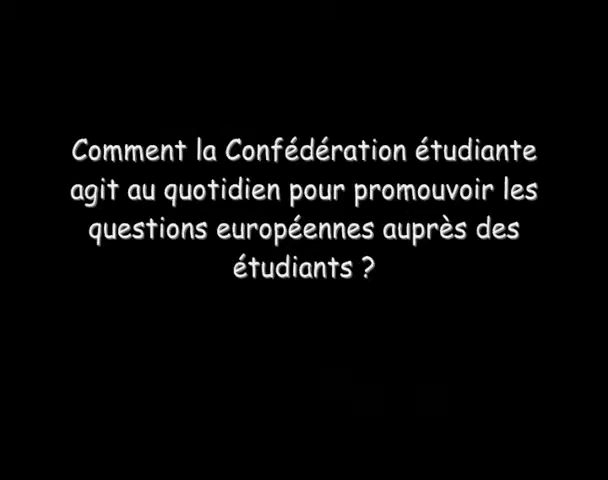 Comment la Confédération étudiante
agit au quotidien pour promouvoir les
questions européennes auprès des
étudiants ?